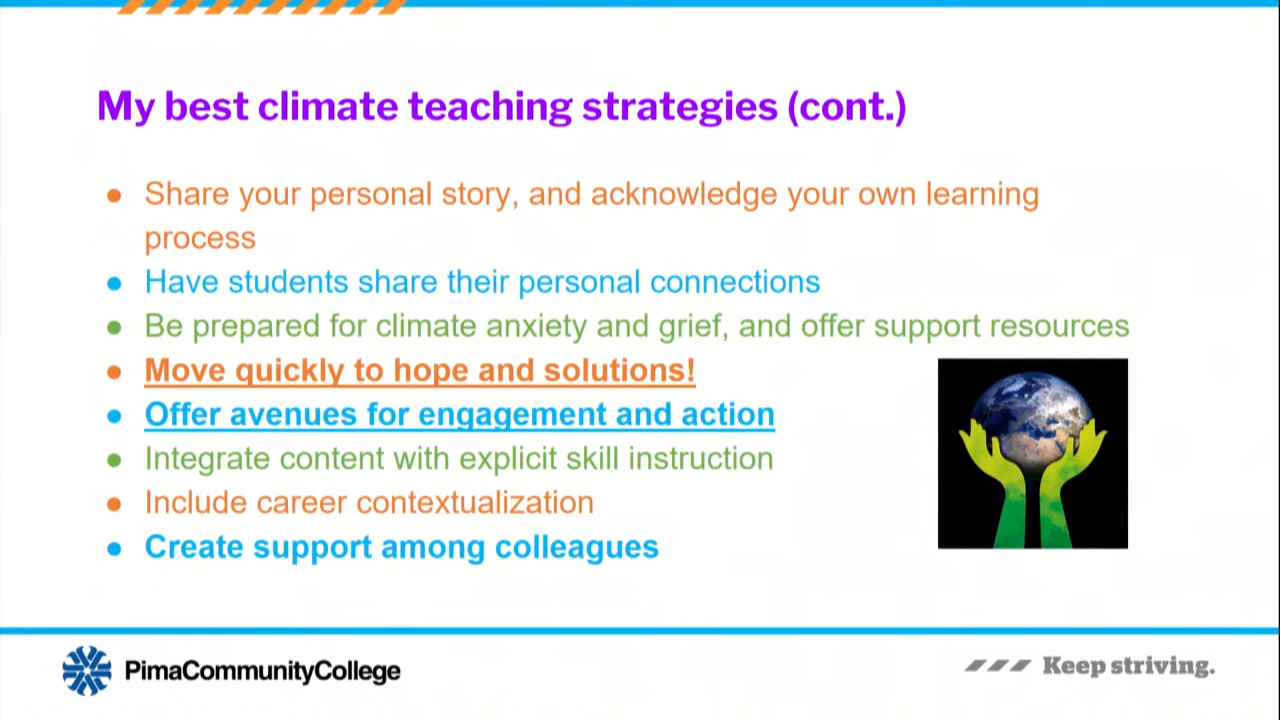 My best climate teaching strategies (cont.)
● Share your personal story, and acknowledge your own learning
process
● Have students share their personal connections
● Be prepared for climate anxiety and grief, and offer support resources
● Move quickly to hope and solutions!
● Offer avenues for engagement and action
● Integrate content with explicit skill instruction
● Include career contextualization
● Create support among colleagues
PimaCommunityCollege
Keep striving.